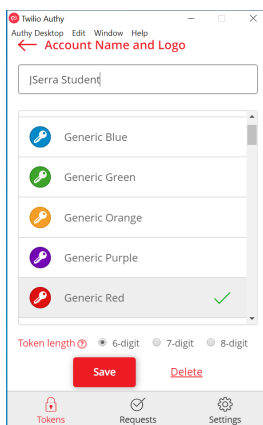 Twilio Authy
Authy Desktop Edit Window Help
Account Name and Logo
JSerra Student
Generic Blue
Generic Green
Generic Orange
Generic Purple
Generic Red
Token length ? 6-digit 7-digit 8-digit
Save Delete
Tokens Requests Settings